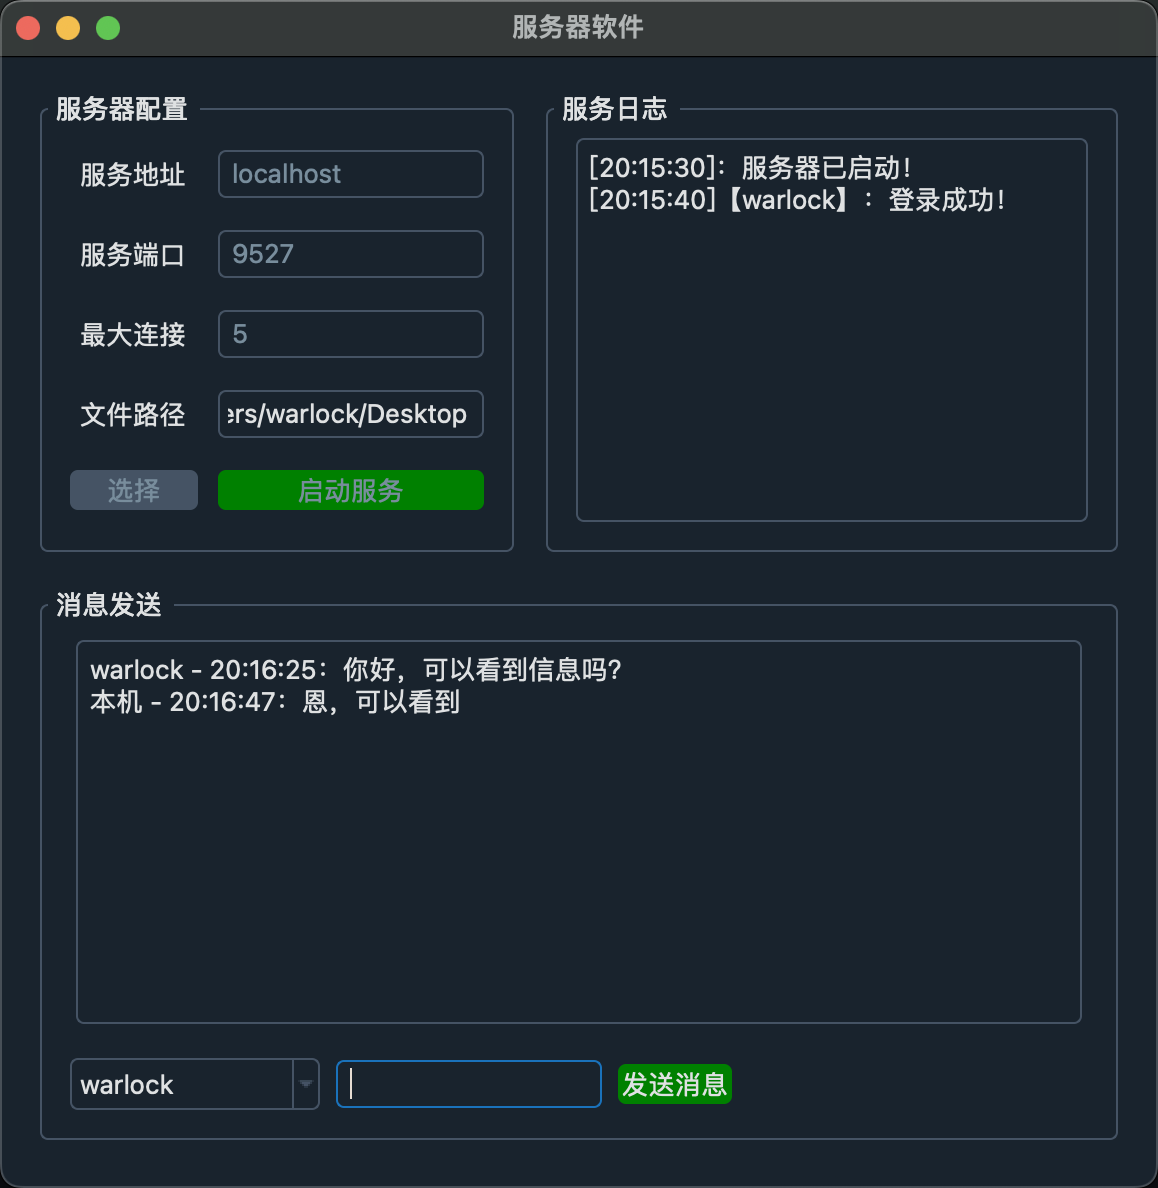 服务器软件
服务器配置
服务地址 localhost
服务端口 9527
最大连接 5
文件路径 ers/warlock/Desktop
选择 启动服务
服务日志
[20:15:30]：服务器已启动！
[20:15:40]【warlock】：登录成功！
消息发送
warlock - 20:16:25：你好，可以看到信息吗？
本机 - 20:16:47：恩，可以看到
warlock
发送消息